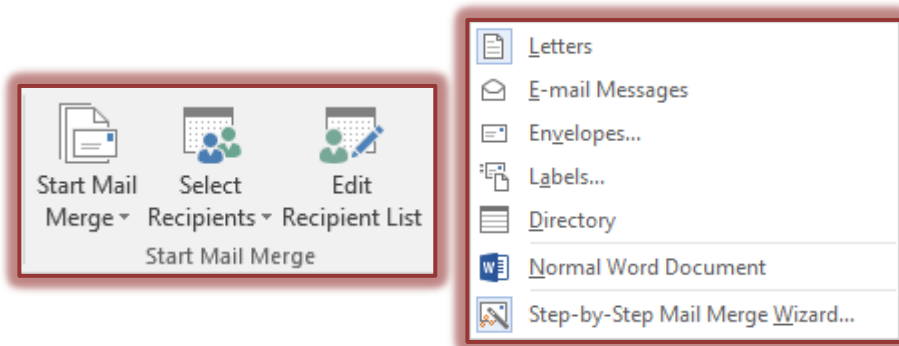 Start Mail Select Edit
Merge Recipients Recipient List
Start Mail Merge
Letters
E-mail Messages
Envelopes...
Labels...
Directory
Normal Word Document
Step-by-Step Mail Merge Wizard...